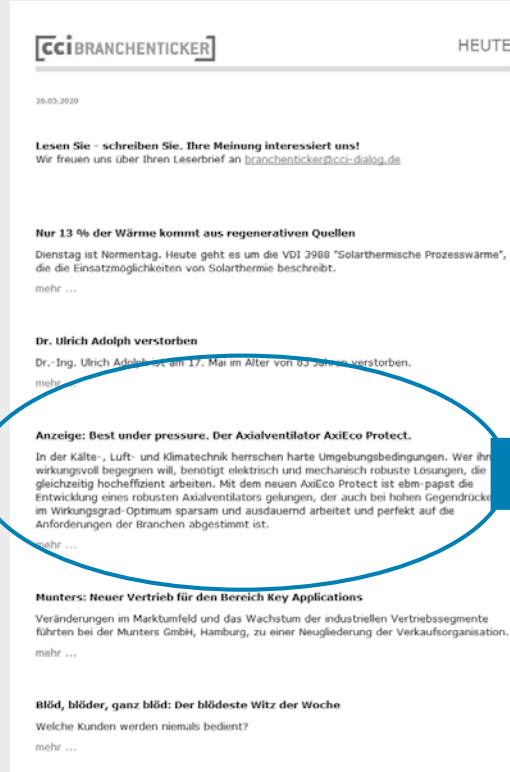 cci BRANCHENTICKER
HEUTE
26.05.2020
Lesen Sie - schreiben Sie. Ihre Meinung interessiert uns!
Wir freuen uns über Ihren Leserbrief an branchenticker@cci-dialog.de
Nur 13 % der Wärme kommt aus regenerativen Quellen
Dienstag ist Normentag. Heute geht es um die VDI 3988 "Solarthermische Prozesswärme",
die die Einsatzmöglichkeiten von Solarthermie beschreibt.
mehr ...
Dr. Ulrich Adolph verstorben
Dr.-Ing. Ulrich Adolph ist am 17. Mai im Alter von 83 Jahren verstorben.
mehr ...
Anzeige: Best under pressure. Der Axialventilator AxiEco Protect.
In der Kälte-, Luft- und Klimatechnik herrschen harte Umgebungsbedingungen. Wer ihn
wirkungsvoll begegnen will, benötigt elektrisch und mechanisch robuste Lösungen, die
gleichzeitig hocheffizient arbeiten. Mit dem neuen AxiEco Protect ist ebm-papst die
Entwicklung eines robusten Axialventilators gelungen, der auch bei hohen Gegendrücke
im Wirkungsgrad-Optimum sparsam und ausdauernd arbeitet und perfekt auf die
Anforderungen der Branchen abgestimmt ist.
mehr ...
Munters: Neuer Vertrieb für den Bereich Key Applications
Veränderungen im Marktumfeld und das Wachstum der industriellen Vertriebssegmente
führten bei der Munters GmbH, Hamburg, zu einer Neugliederung der Verkaufsorganisation.
mehr ...
Blöd, blöder, ganz blöd: Der blödeste Witz der Woche
Welche Kunden werden niemals bedient?
mehr ...